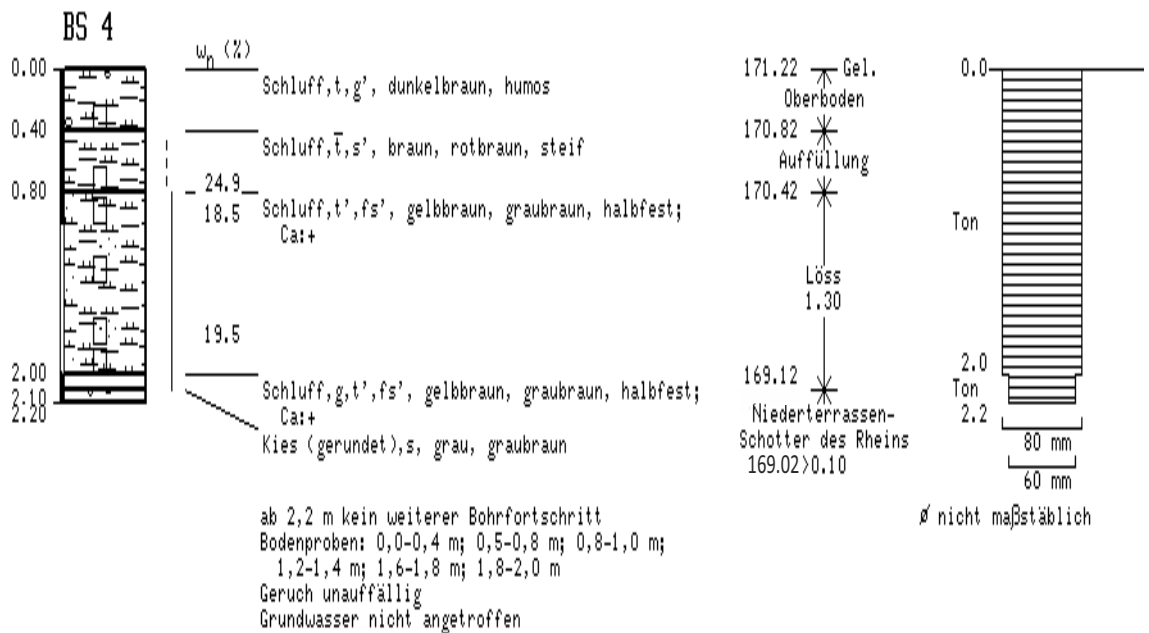 BS 4
wn (%)
0.00
171.22 Gel.
0.0
Schluff,t,g', dunkelbraun, humos
Oberboden
0.40
170.82
Schluff,t̄,s', braun, rotbraun, steif
Auffüllung
24.9
0.80
170.42
18.5
Schluff,t',fs', gelbbraun, graubraun, halbfest;
Ca:+
Ton
Löss
1.30
19.5
2.00
169.12
2.0
2.10
Schluff,g,t',fs', gelbbraun, graubraun, halbfest;
Ton
2.20
Ca:+
2.2
Niederterrassen-
Kies (gerundet),s, grau, graubraun
Schotter des Rheins
80 mm
169.02>0.10
60 mm
ab 2,2 m kein weiterer Bohrfortschritt
ø nicht maßstäblich
Bodenproben: 0,0-0,4 m; 0,5-0,8 m; 0,8-1,0 m;
1,2-1,4 m; 1,6-1,8 m; 1,8-2,0 m
Geruch unauffällig
Grundwasser nicht angetroffen